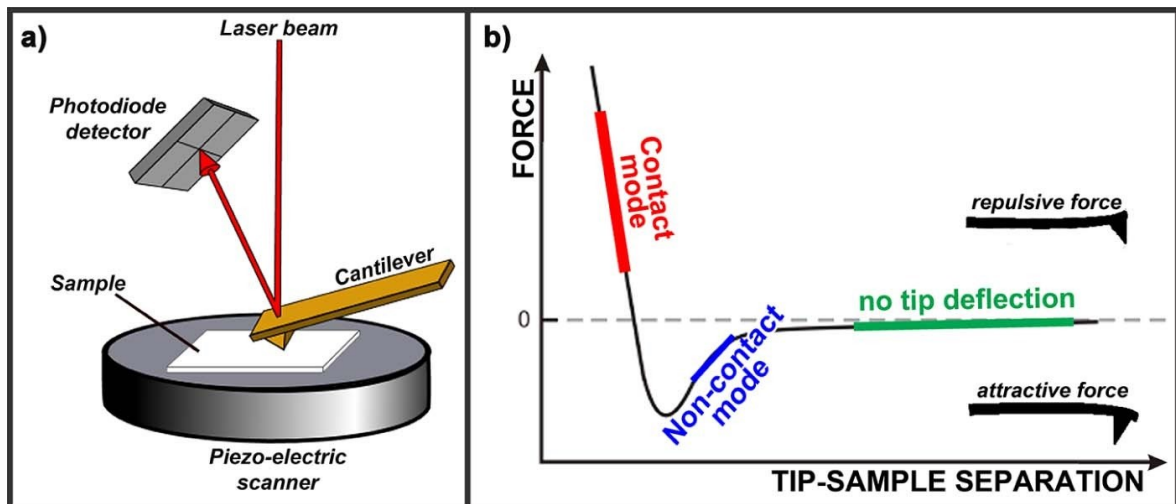 a)
Laser beam
Photodiode
detector
Sample
Cantilever
Piezo-electric
scanner
b)
FORCE
Contact
mode
repulsive force
no tip deflection
0
Non-contact
mode
attractive force
TIP-SAMPLE SEPARATION